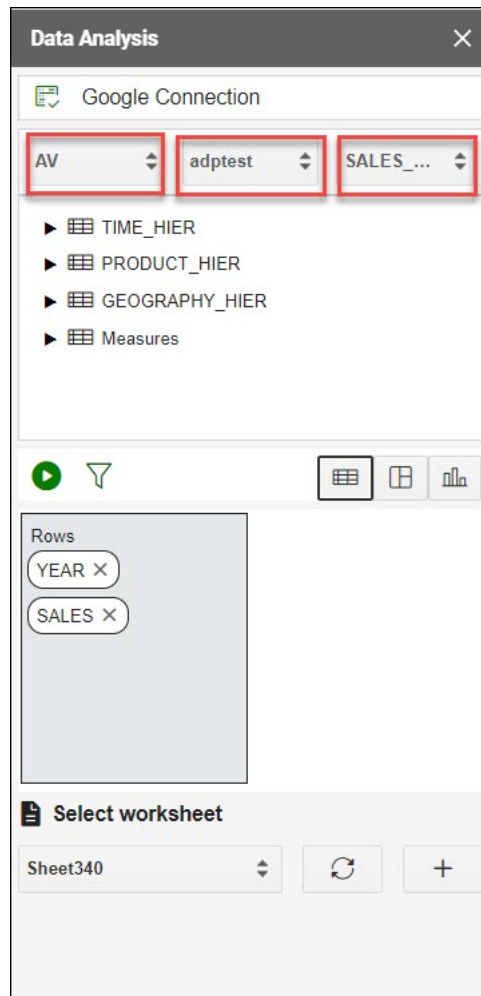 Data Analysis
Google Connection
AV adptest SALES_...
TIME_HIER
PRODUCT_HIER
GEOGRAPHY_HIER
Measures
Rows
YEAR
SALES
Select worksheet
Sheet340